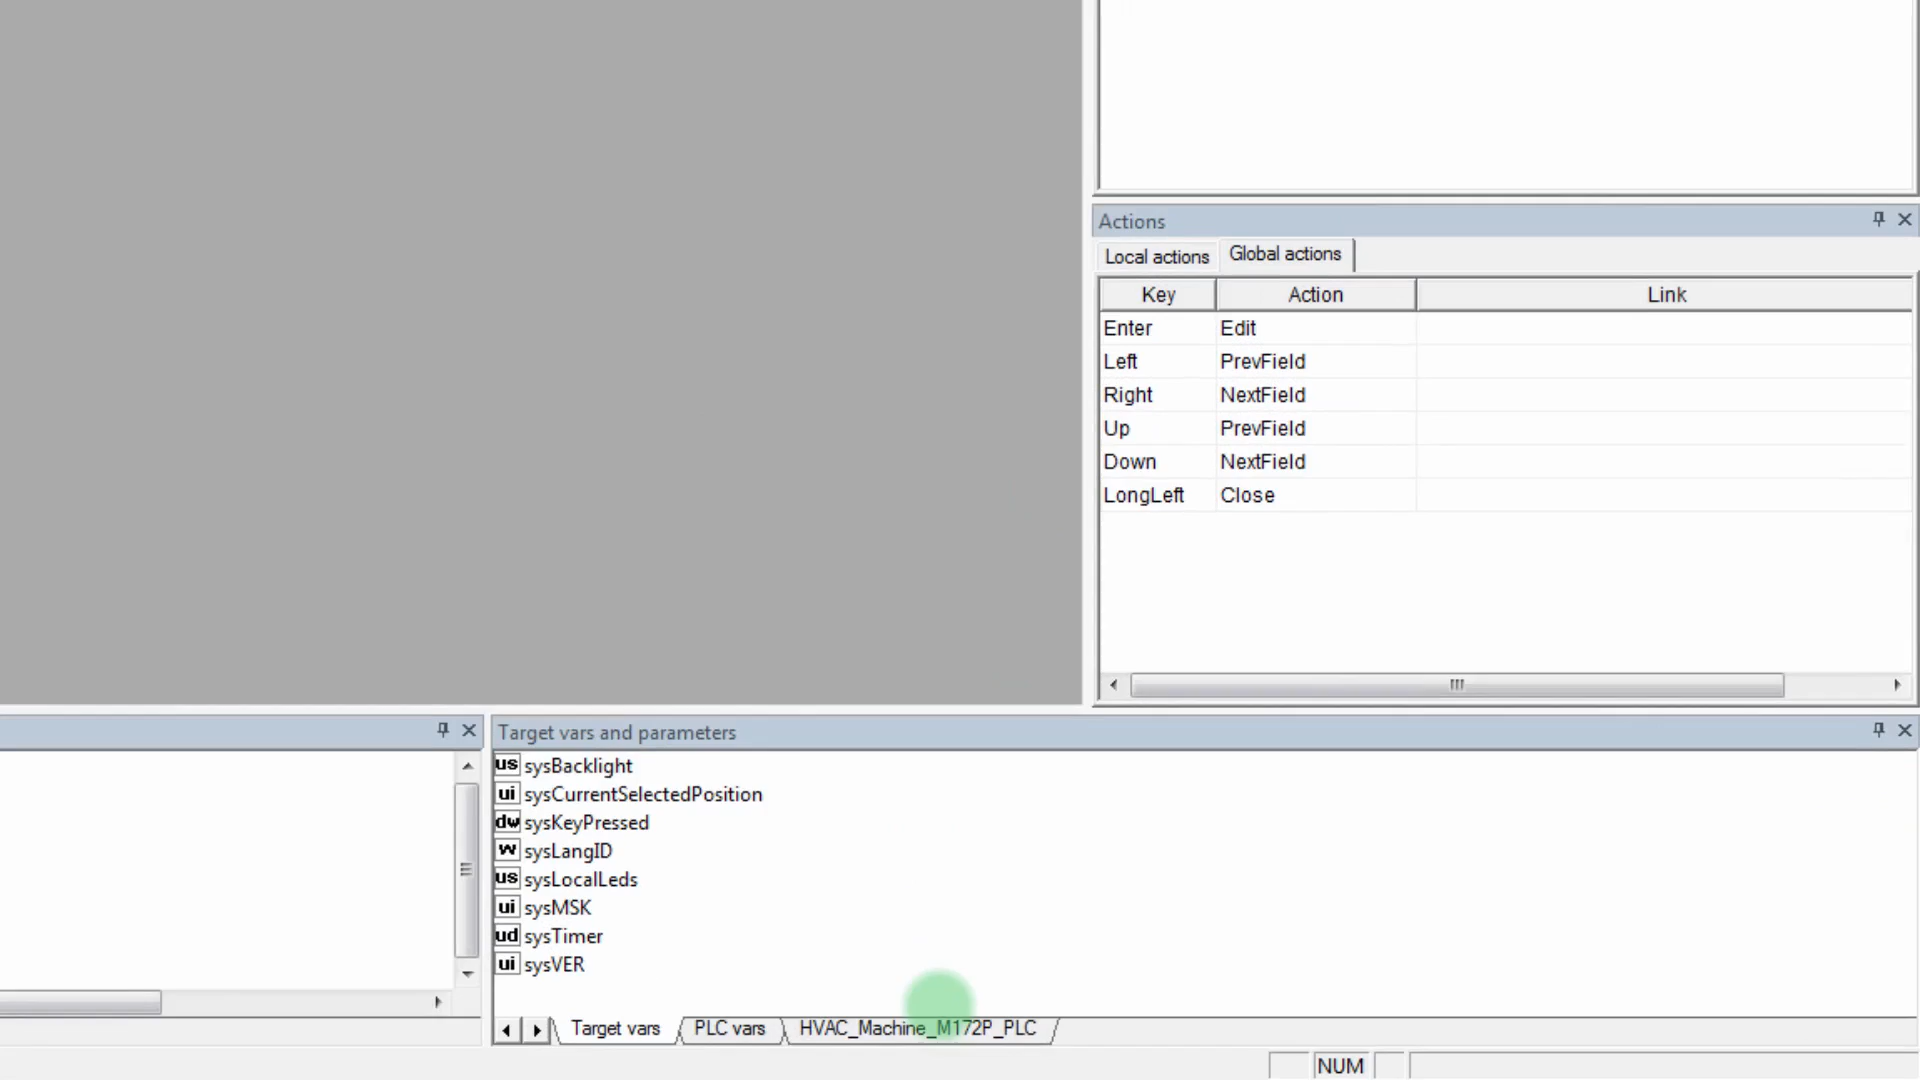 Actions
Local actions Global actions
Key Action Link
Enter Edit
Left PrevField
Right NextField
Up PrevField
Down NextField
LongLeft Close
Target vars and parameters
us sysBacklight
ui sysCurrentSelectedPosition
dw sysKeyPressed
w sysLangID
us sysLocalLeds
ui sysMSK
ud sysTimer
ui sysVER
Target vars PLC vars HVAC_Machine_M172P_PLC
NUM